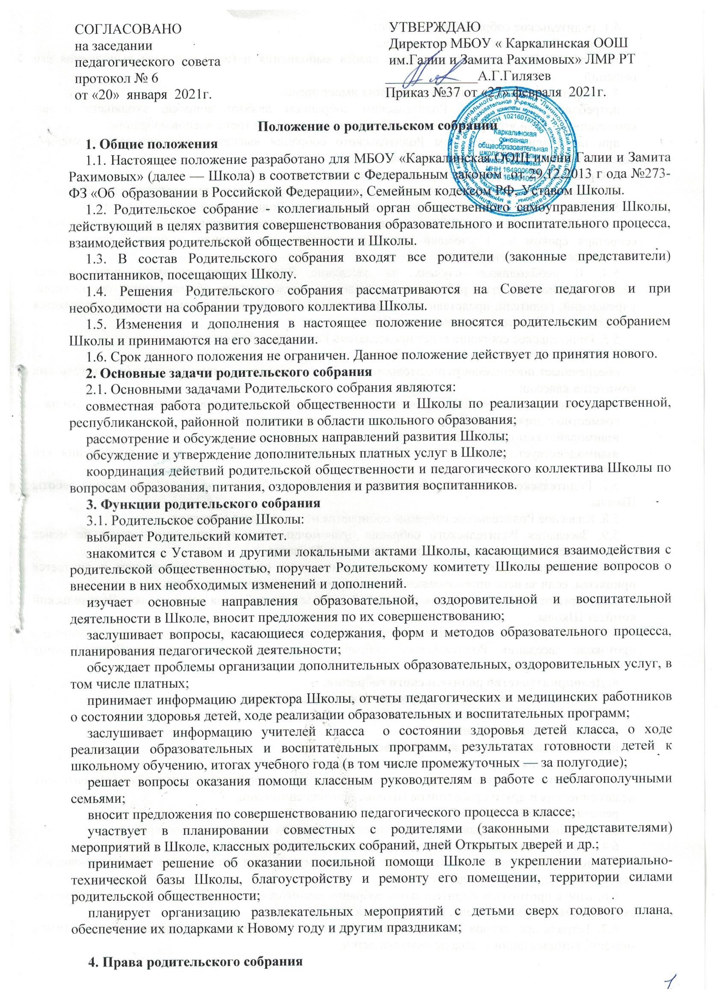 СОГЛАСОВАНО
на заседании
педагогического  совета
протокол № 6
от «20»  января  2021г.
УТВЕРЖДАЮ
Директор МБОУ « Каркалинская ООШ
им.Галии и Замита Рахимовых» ЛМР РТ
_____________А.Г.Гилязев
Приказ №37 от «27» февраля  2021г.
ОГРН 1021601975680
Каркалинская
основная
общеобразовательная
школа имени Галии и
Замита Рахимовых
ИНН 1649006689
КПП 164901001
Положение о родительском собрании
1. Общие положения
1.1. Настоящее положение разработано для МБОУ «Каркалинская ООШ имени Галии и Замита
Рахимовых» (далее — Школа) в соответствии с Федеральным законом  от 29.12.2013 г ода №273-
ФЗ «Об  образовании в Российской Федерации», Семейным кодексом РФ, Уставом Школы.
1.2. Родительское собрание - коллегиальный орган общественного самоуправления Школы,
действующий в целях развития совершенствования образовательного и воспитательного процесса,
взаимодействия родительской общественности и Школы.
1.3. В состав Родительского собрания входят все родители (законные представители)
воспитанников, посещающих Школу.
1.4. Решения Родительского собрания рассматриваются на Совете педагогов и при
необходимости на собрании трудового коллектива Школы.
1.5. Изменения и дополнения в настоящее положение вносятся родительским собранием
Школы и принимаются на его заседании.
1.6. Срок данного положения не ограничен. Данное положение действует до принятия нового.
2. Основные задачи родительского собрания
2.1. Основными задачами Родительского собрания являются:
совместная работа родительской общественности и Школы по реализации государственной,
республиканской, районной  политики в области школьного образования;
рассмотрение и обсуждение основных направлений развития Школы;
обсуждение и утверждение дополнительных платных услуг в Школе;
координация действий родительской общественности и педагогического коллектива Школы по
вопросам образования, питания, оздоровления и развития воспитанников.
3. Функции родительского собрания
3.1. Родительское собрание Школы:
выбирает Родительский комитет.
знакомится с Уставом и другими локальными актами Школы, касающимися взаимодействия с
родительской общественностью, поручает Родительскому комитету Школы решение вопросов о
внесении в них необходимых изменений и дополнений.
изучает основные направления образовательной, оздоровительной и воспитательной
деятельности в Школе, вносит предложения по их совершенствованию;
заслушивает вопросы, касающиеся содержания, форм и методов образовательного процесса,
планирования педагогической деятельности;
обсуждает проблемы организации дополнительных образовательных, оздоровительных услуг, в
том числе платных;
принимает информацию директора Школы, отчеты педагогических и медицинских работников
о состоянии здоровья детей, ходе реализации образовательных и воспитательных программ;
заслушивает информацию учителей класса  о состоянии здоровья детей класса, о ходе
реализации образовательных и воспитательных программ, результатах готовности детей к
школьному обучению, итогах учебного года (в том числе промежуточных — за полугодие);
решает вопросы оказания помощи классным руководителям в работе с неблагополучными
семьями;
вносит предложения по совершенствованию педагогического процесса в классе;
участвует в планировании совместных с родителями (законными представителями)
мероприятий в Школе, классных родительских собраний, дней Открытых дверей и др.;
принимает решение об оказании посильной помощи Школе в укреплении материально-
технической базы Школы, благоустройству и ремонту его помещении, территории силами
родительской общественности;
планирует организацию развлекательных мероприятий с детьми сверх годового плана,
обеспечение их подарками к Новому году и другим праздникам;
4. Права родительского собрания
1